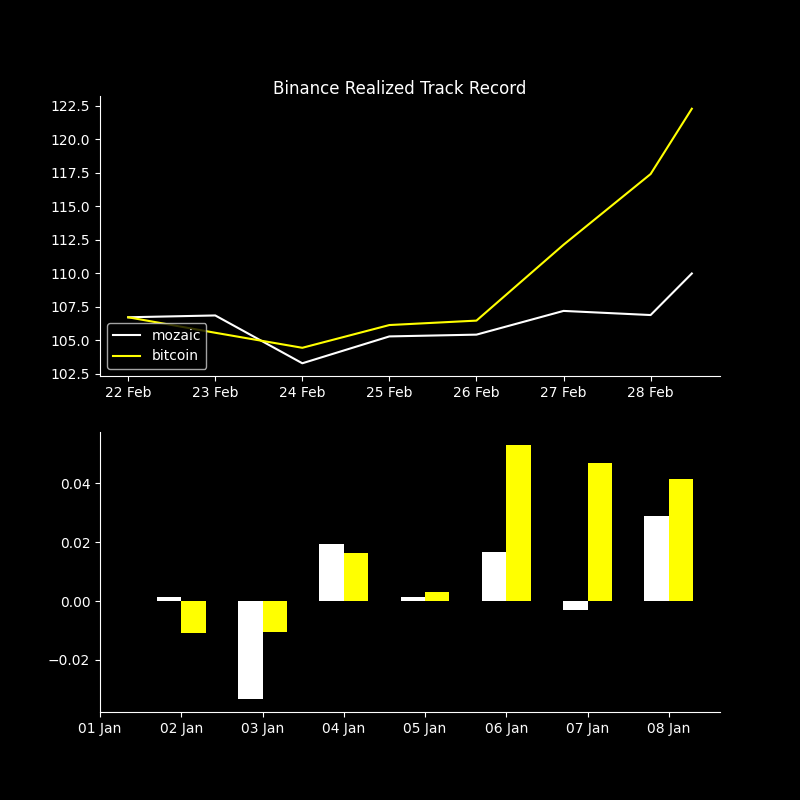 Binance Realized Track Record
122.5
120.0
117.5
115.0
112.5
110.0
107.5
105.0
102.5
mozaic
bitcoin
22 Feb 23 Feb 24 Feb 25 Feb 26 Feb 27 Feb 28 Feb
0.04
0.02
0.00
−0.02
01 Jan 02 Jan 03 Jan 04 Jan 05 Jan 06 Jan 07 Jan 08 Jan